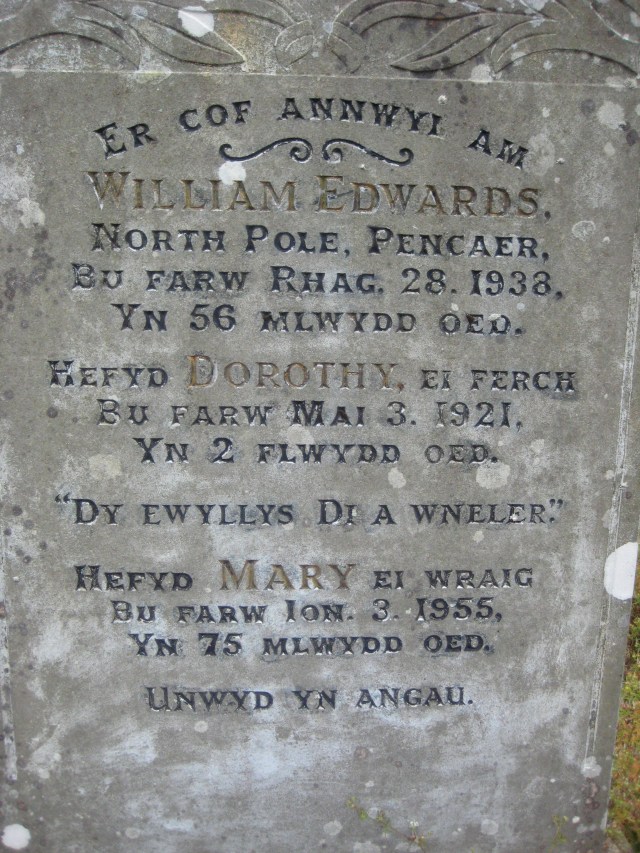 ER COF ANNWYL AM
WILLIAM EDWARDS,
NORTH POLE, PENCAER,
BU FARW RHAG. 28. 1938,
YN 56 MLWYDD OED.
HEFYD DOROTHY, EI FERCH
BU FARW MAI 3. 1921,
YN 2 FLWYDD OED.
“DY EWYLLYS DI A WNELER.”
HEFYD MARY EI WRAIG
BU FARW ION. 3. 1955,
YN 75 MLWYDD OED.
UNWYD YN ANGAU.